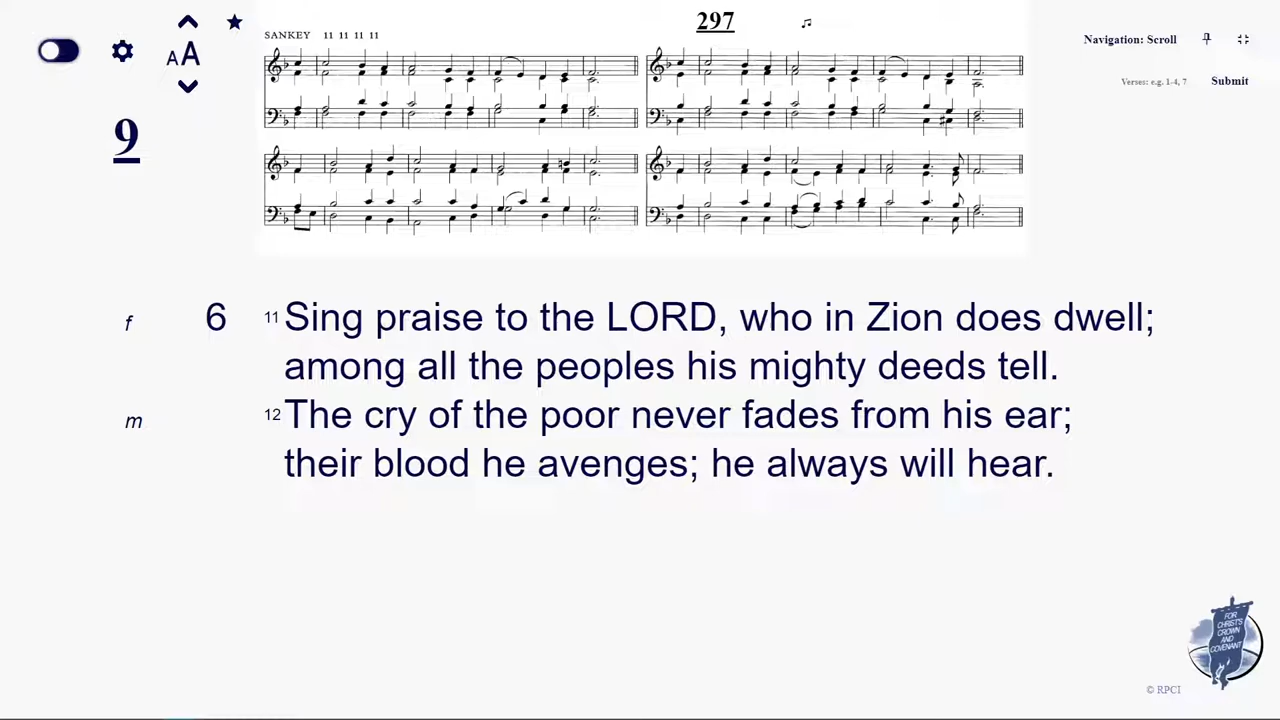 297
SANKEY 11 11 11 11
Navigation: Scroll
AA
Verses: e.g. 1-4, 7 Submit
9
f 6 11 Sing praise to the LORD, who in Zion does dwell;
among all the peoples his mighty deeds tell.
m 12 The cry of the poor never fades from his ear;
their blood he avenges; he always will hear.
FOR
CHRIST'S
CROWN
AND
COVENANT
© RPCI